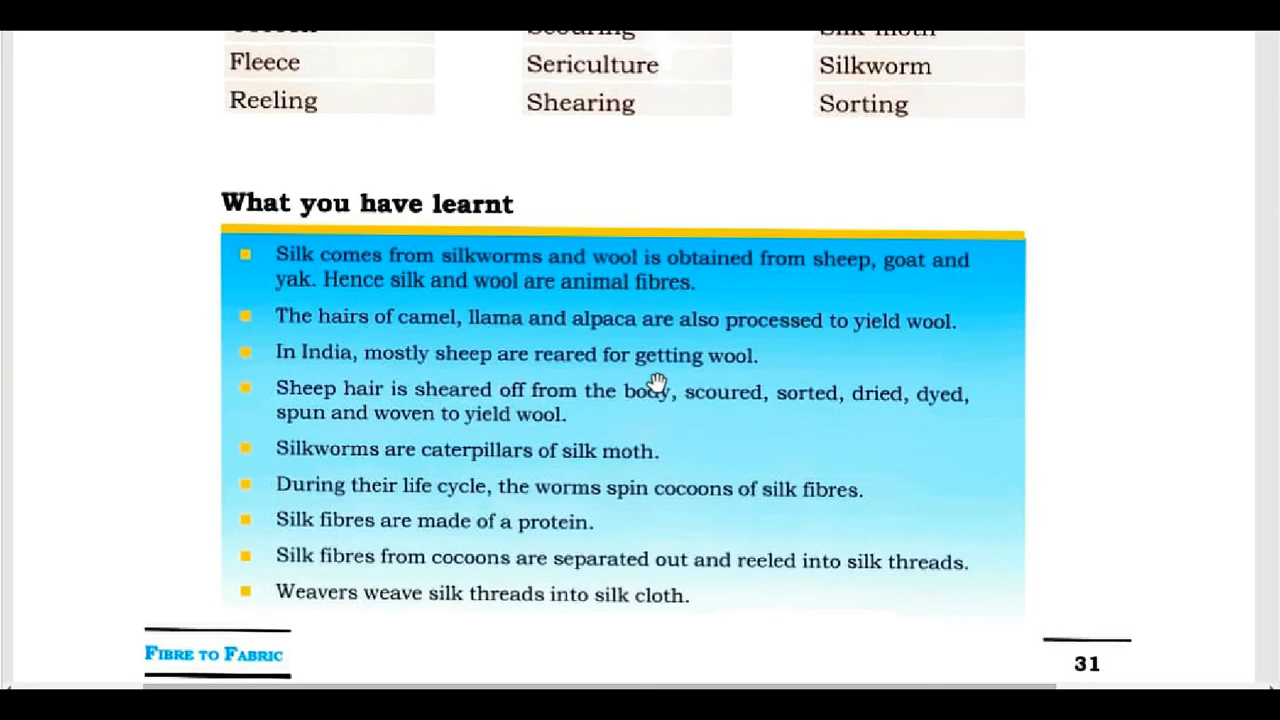 Scouring
Silk moth
Fleece
Sericulture
Silkworm
Reeling
Shearing
Sorting
What you have learnt
Silk comes from silkworms and wool is obtained from sheep, goat and
yak. Hence silk and wool are animal fibres.
The hairs of camel, llama and alpaca are also processed to yield wool.
In India, mostly sheep are reared for getting wool.
Sheep hair is sheared off from the body, scoured, sorted, dried, dyed,
spun and woven to yield wool.
Silkworms are caterpillars of silk moth.
During their life cycle, the worms spin cocoons of silk fibres.
Silk fibres are made of a protein.
Silk fibres from cocoons are separated out and reeled into silk threads.
Weavers weave silk threads into silk cloth.
FIBRE TO FABRIC
31